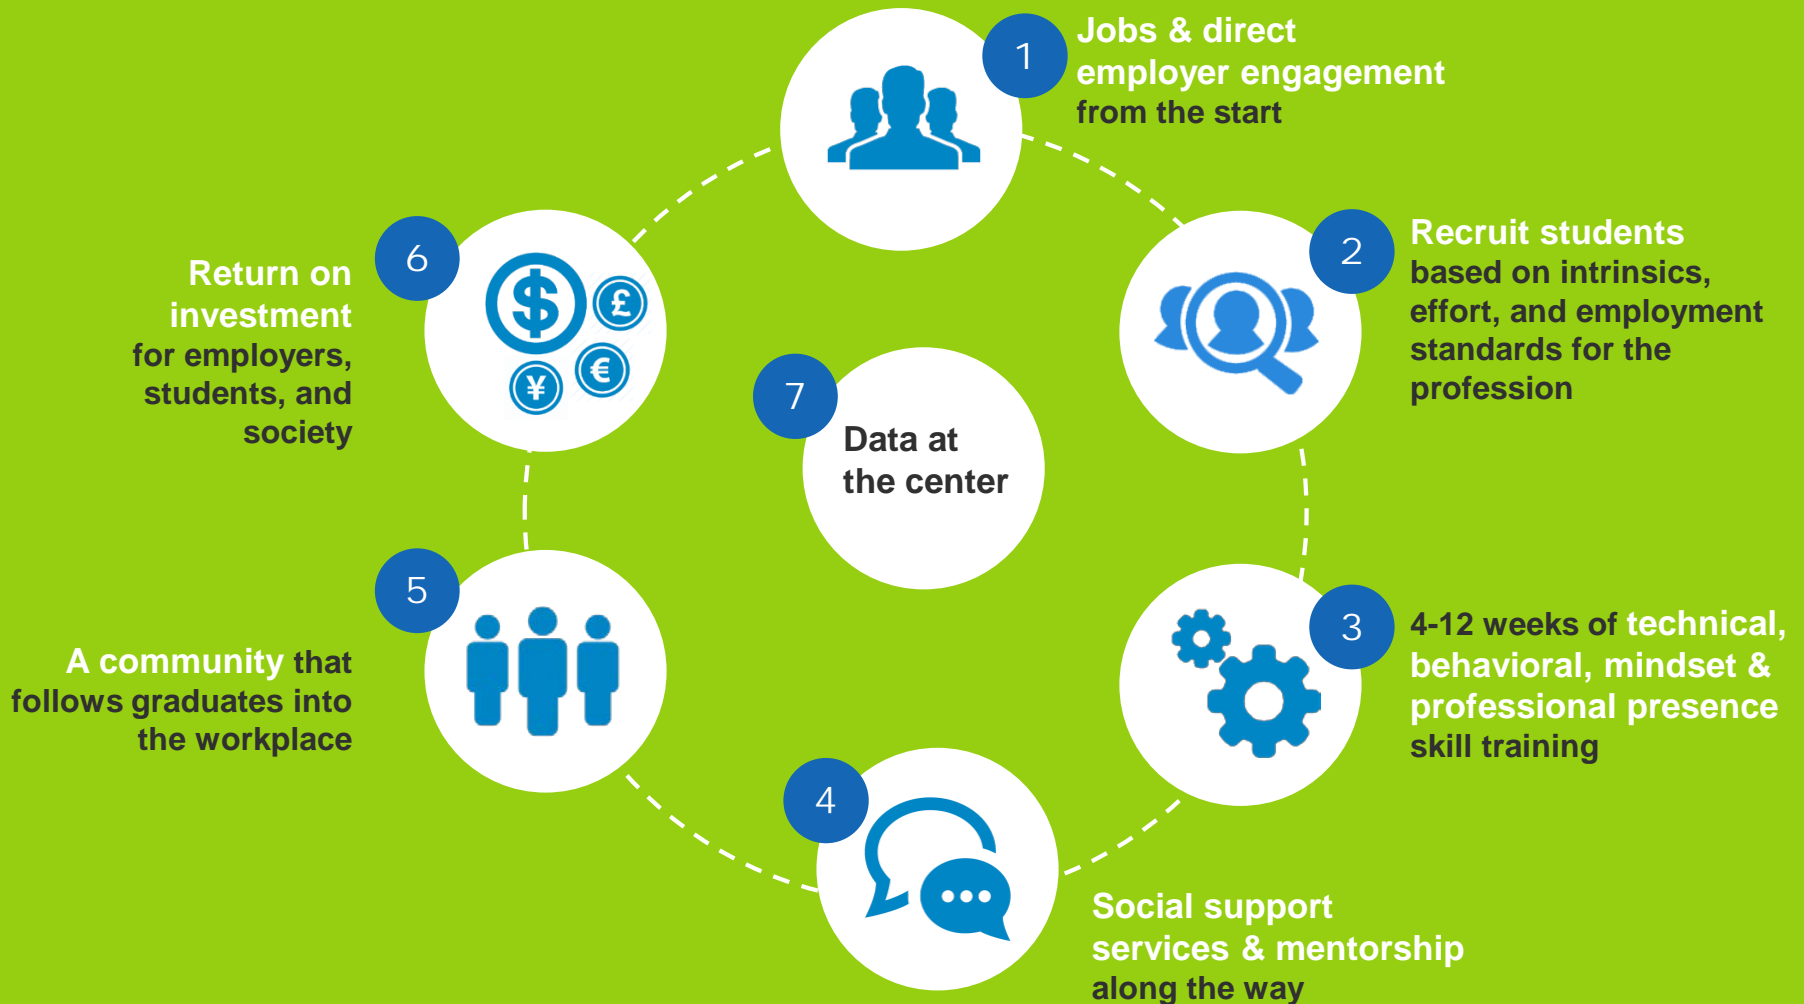 1
Jobs & direct
employer engagement
from the start
2
Recruit students
based on intrinsics,
effort, and employment
standards for the
profession
3
4-12 weeks of technical,
behavioral, mindset &
professional presence
skill training
4
Social support
services & mentorship
along the way
5
A community that
follows graduates into
the workplace
6
Return on
investment
for employers,
students, and
society
$
£
€
¥
7
Data at
the center